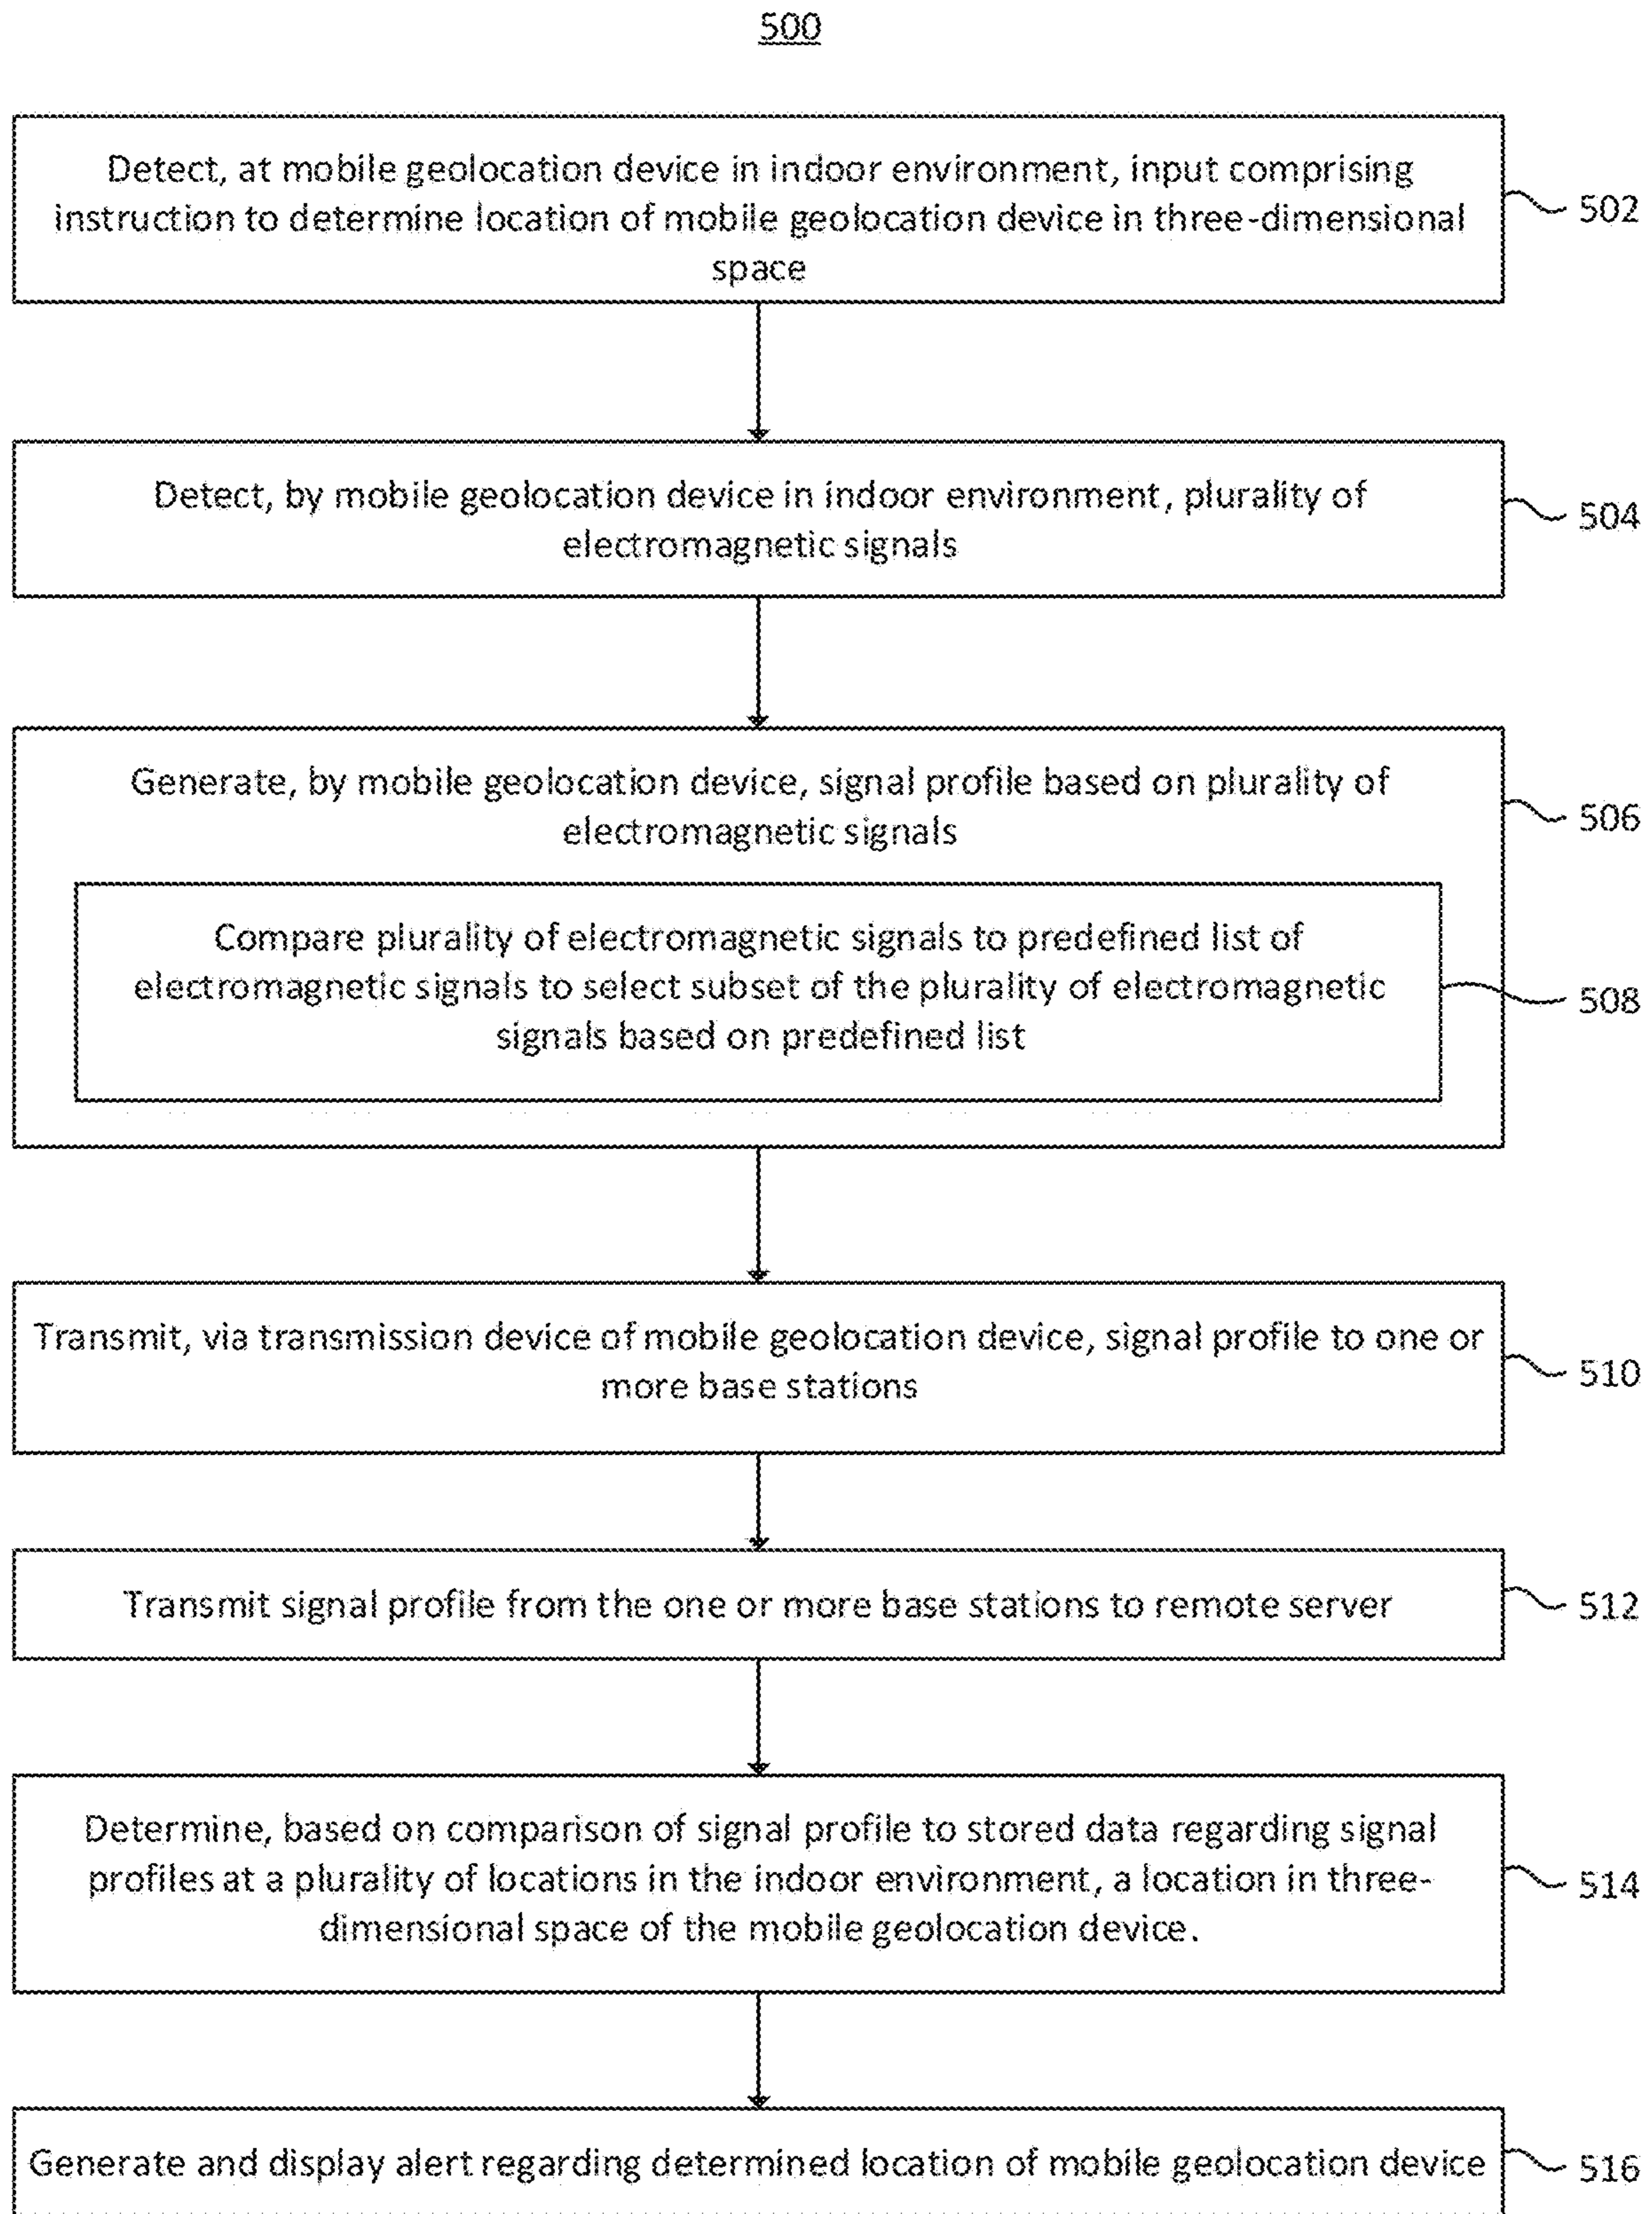 500
Detect, at mobile geolocation device in indoor environment, input comprising
instruction to determine location of mobile geolocation device in three-dimensional
space
502
Detect, by mobile geolocation device in indoor environment, plurality of
electromagnetic signals
504
Generate, by mobile geolocation device, signal profile based on plurality of
electromagnetic signals
506
Compare plurality of electromagnetic signals to predefined list of
electromagnetic signals to select subset of the plurality of electromagnetic
signals based on predefined list
508
Transmit, via transmission device of mobile geolocation device, signal profile to one or
more base stations
510
Transmit signal profile from the one or more base stations to remote server
512
Determine, based on comparison of signal profile to stored data regarding signal
profiles at a plurality of locations in the indoor environment, a location in three-
dimensional space of the mobile geolocation device.
514
Generate and display alert regarding determined location of mobile geolocation device
516